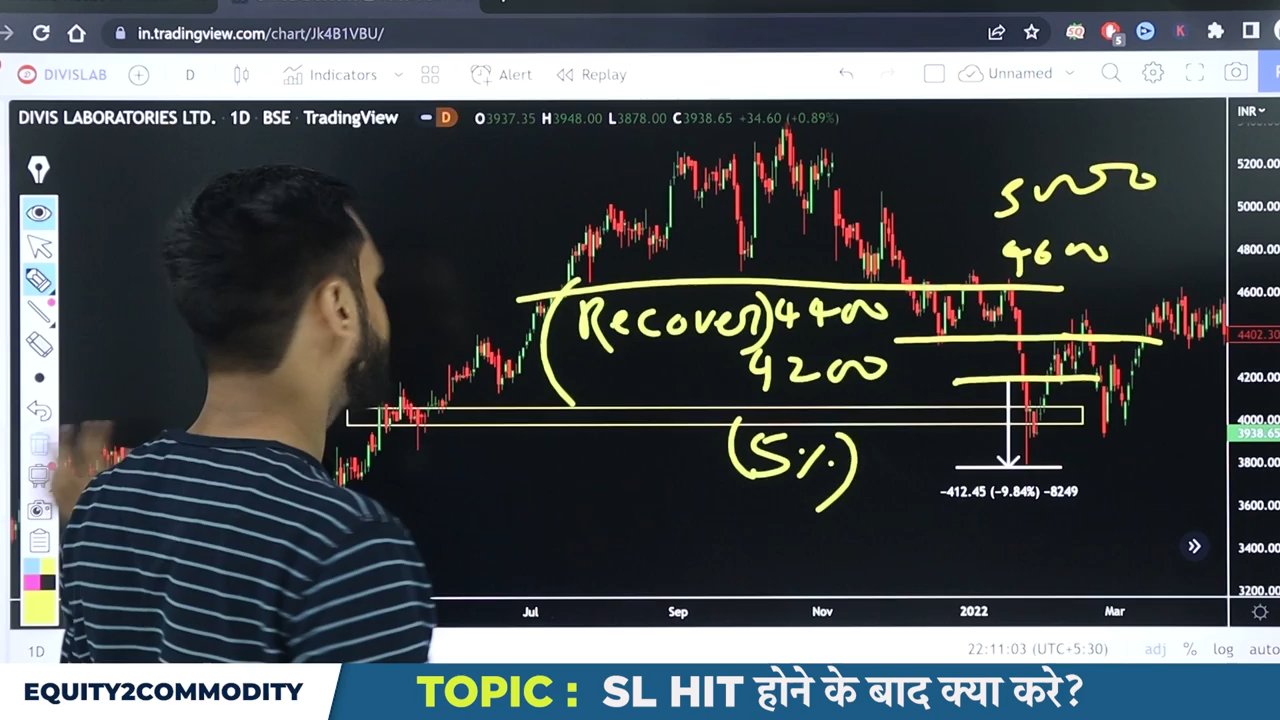 in.tradingview.com/chart/Jk4B1VBU/
DIVISLAB D Indicators Alert Replay Unnamed
DIVIS LABORATORIES LTD. · 1D · BSE · TradingView D O3937.35 H3948.00 L3878.00 C3938.65 +34.60 (+0.89%)
INR
5200.00
5000
5000.00
4600
4800.00
4600.00
(Recover) 4400
4402.30
4200
4200.00
4000.00
3938.65
(5%)
3800.00
−412.45 (−9.84%) −8249
3600.00
3400.00
3200.00
Jul Sep Nov 2022 Mar
1D 22:11:03 (UTC+5:30) adj % log auto
EQUITY2COMMODITY TOPIC : SL HIT होने के बाद क्या करे?